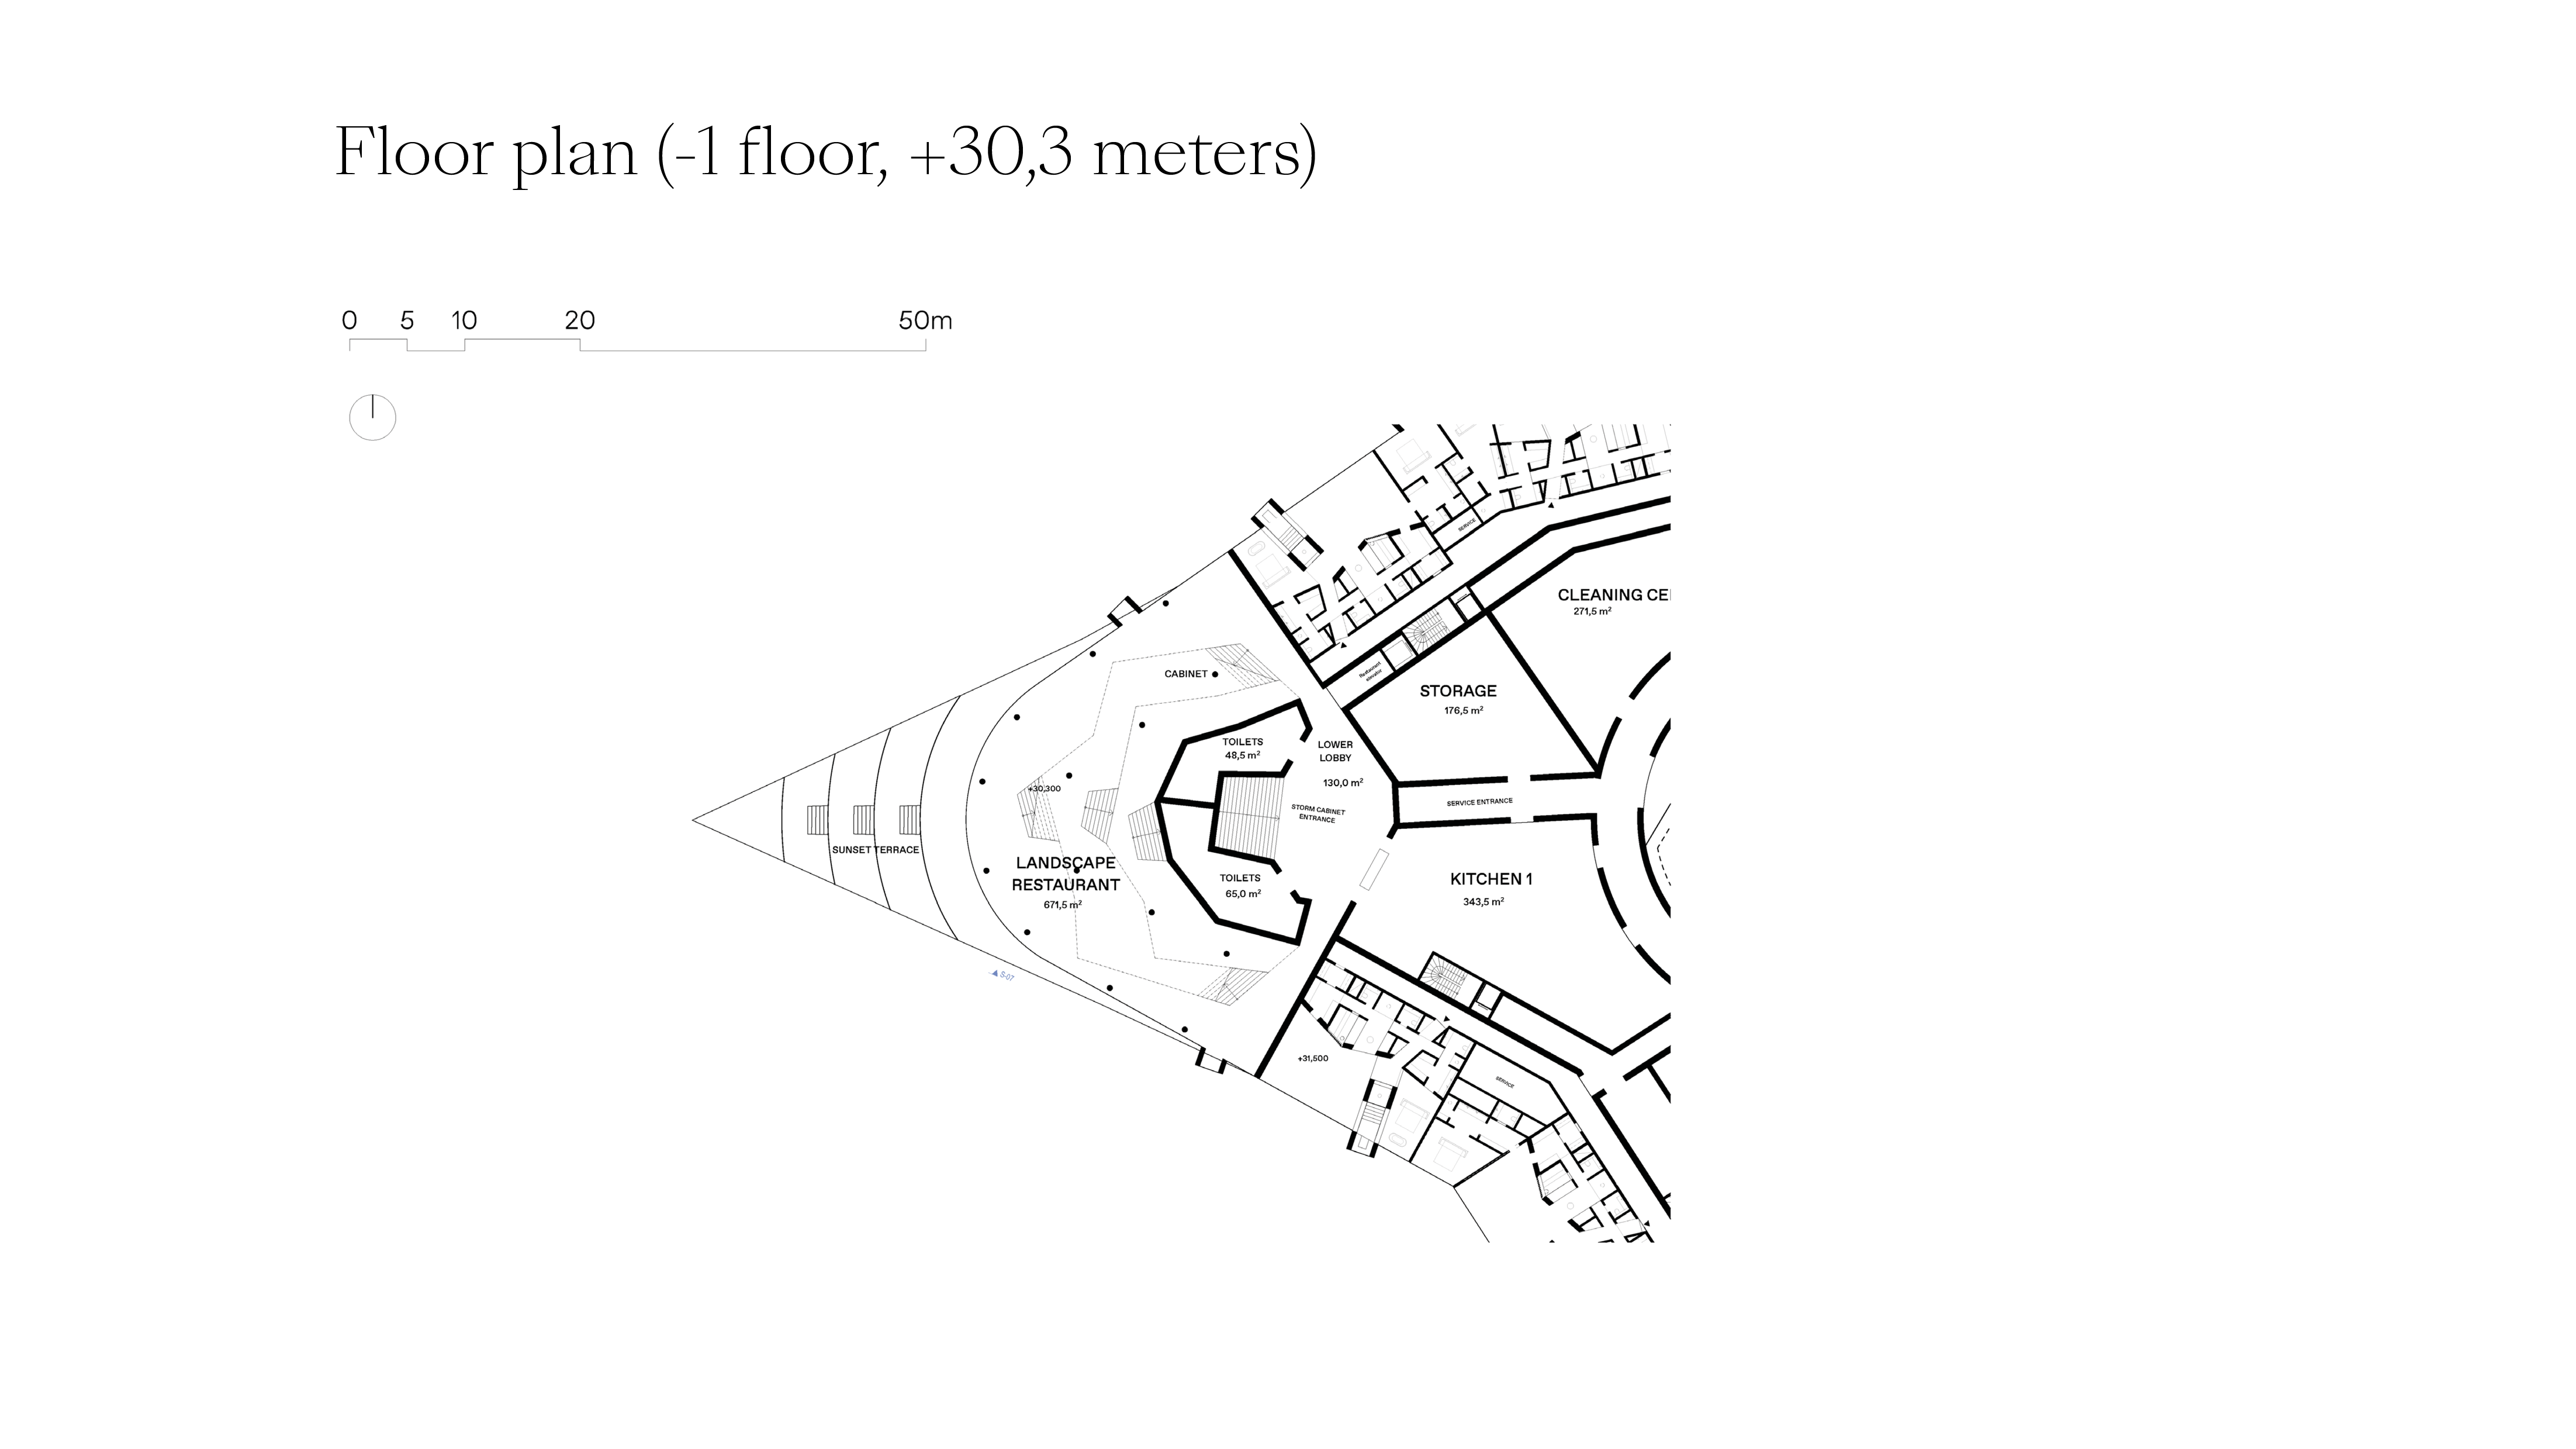 Floor plan (-1 floor, +30,3 meters)
0 5 10 20 50m
SERVICE
CLEANING CE
271,5 m²
Restaurant
elevator
CABINET
STORAGE
176,5 m²
TOILETS
48,5 m²
LOWER
LOBBY
130,0 m²
+30,300
STORM CABINET
ENTRANCE
SERVICE ENTRANCE
SUNSET TERRACE
LANDSCAPE
RESTAURANT
671,5 m²
TOILETS
65,0 m²
KITCHEN 1
343,5 m²
S-07
+31,500
SERVICE